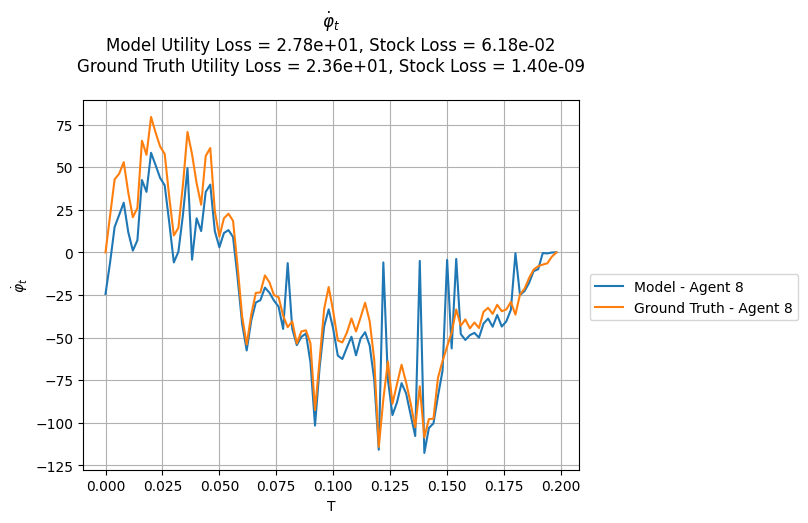 φ̇_t
Model Utility Loss = 2.78e+01, Stock Loss = 6.18e-02
Ground Truth Utility Loss = 2.36e+01, Stock Loss = 1.40e-09
75
50
25
0
−25
−50
−75
−100
−125
φ̇_t
0.000 0.025 0.050 0.075 0.100 0.125 0.150 0.175 0.200
T
Model - Agent 8
Ground Truth - Agent 8